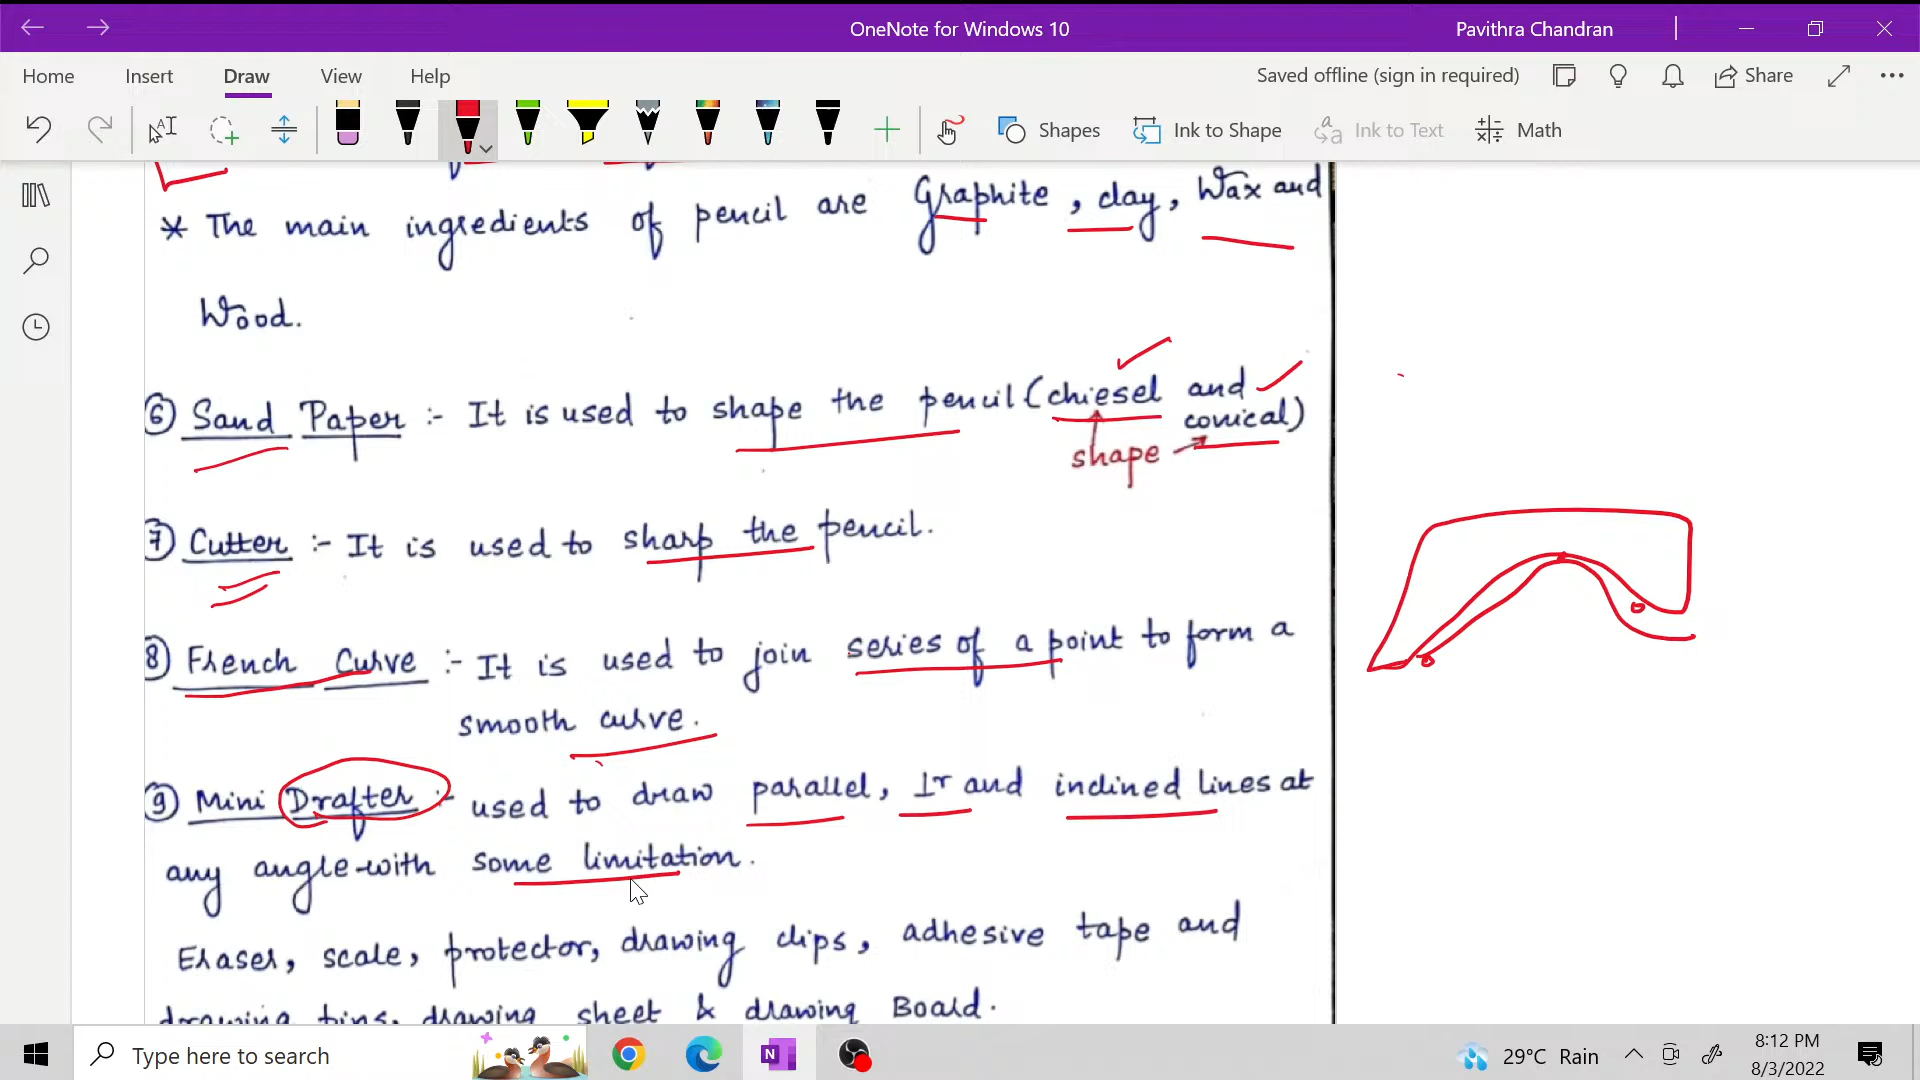 OneNote for Windows 10
Pavithra Chandran
Home Insert Draw View Help
Saved offline (sign in required)
Share
Shapes
Ink to Shape
Ink to Text
Math
* The main ingredients of pencil are Graphite, clay, Wax and
Wood.
⑥ Sand Paper :- It is used to shape the pencil (chiesel and
conical)
shape
⑦ Cutter :- It is used to sharp the pencil.
⑧ French Curve :- It is used to join series of a point to form a
smooth curve.
⑨ Mini Drafter :- used to draw parallel, ⊥r and inclined lines at
any angle with some limitation.
Eraser, scale, protector, drawing clips, adhesive tape and
drawing pins, drawing sheet & drawing Board.
Type here to search
29°C Rain
8:12 PM
8/3/2022